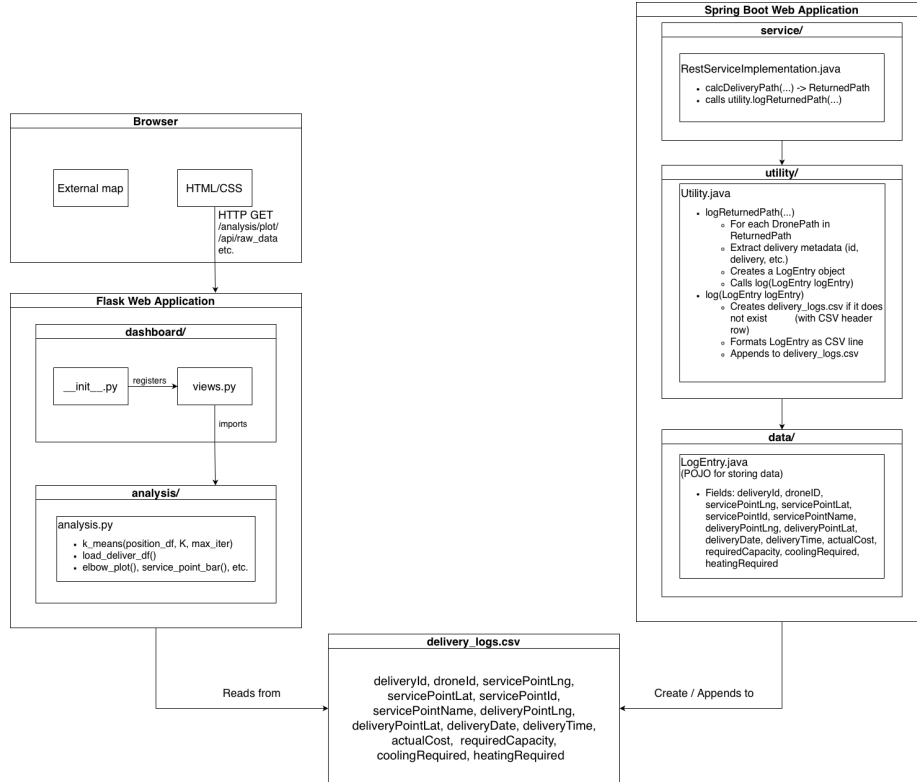 Spring Boot Web Application
service/
RestServiceImplementation.java
• calcDeliveryPath(...) -> ReturnedPath
• calls utility.logReturnedPath(...)
utility/
Utility.java
• logReturnedPath(...)
◦ For each DronePath in
ReturnedPath
◦ Extract delivery metadata (id,
delivery, etc.)
◦ Creates a LogEntry object
◦ Calls log(LogEntry logEntry)
• log(LogEntry logEntry)
◦ Creates delivery_logs.csv if it does
not exist (with CSV header
row)
◦ Formats LogEntry as CSV line
◦ Appends to delivery_logs.csv
data/
LogEntry.java
(POJO for storing data)
• Fields: deliveryId, droneID,
servicePointLng, servicePointLat,
servicePointId, servicePointName,
deliveryPointLng, deliveryPointLat,
deliveryDate, deliveryTime, actualCost,
requiredCapacity, coolingRequired,
heatingRequired
Browser
External map
HTML/CSS
HTTP GET
/analysis/plot/
/api/raw_data
etc.
Flask Web Application
dashboard/
__init__.py
registers
views.py
imports
analysis/
analysis.py
• k_means(position_df, K, max_iter)
• load_deliver_df()
• elbow_plot(), service_point_bar(), etc.
Reads from
delivery_logs.csv
deliveryId, droneId, servicePointLng,
servicePointLat, servicePointId,
servicePointName, deliveryPointLng,
deliveryPointLat, deliveryDate, deliveryTime,
actualCost, requiredCapacity,
coolingRequired, heatingRequired
Create / Appends to